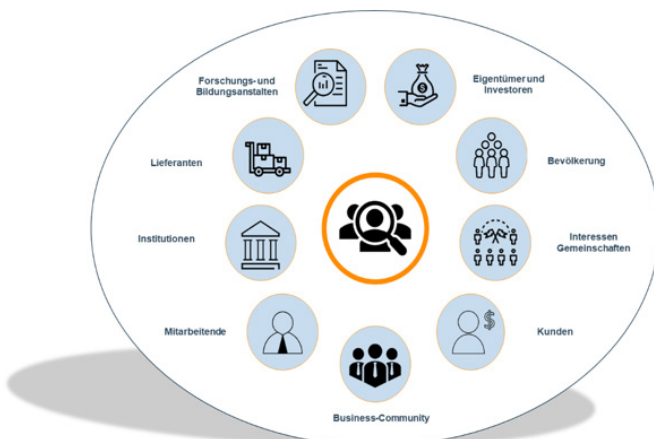 Forschungs-und
Bildungsanstalten
Eigentümer und
Investoren
Lieferanten
Bevölkerung
Institutionen
Interessen
Gemeinschaften
Mitarbeitende
Kunden
Business-Community
$
$